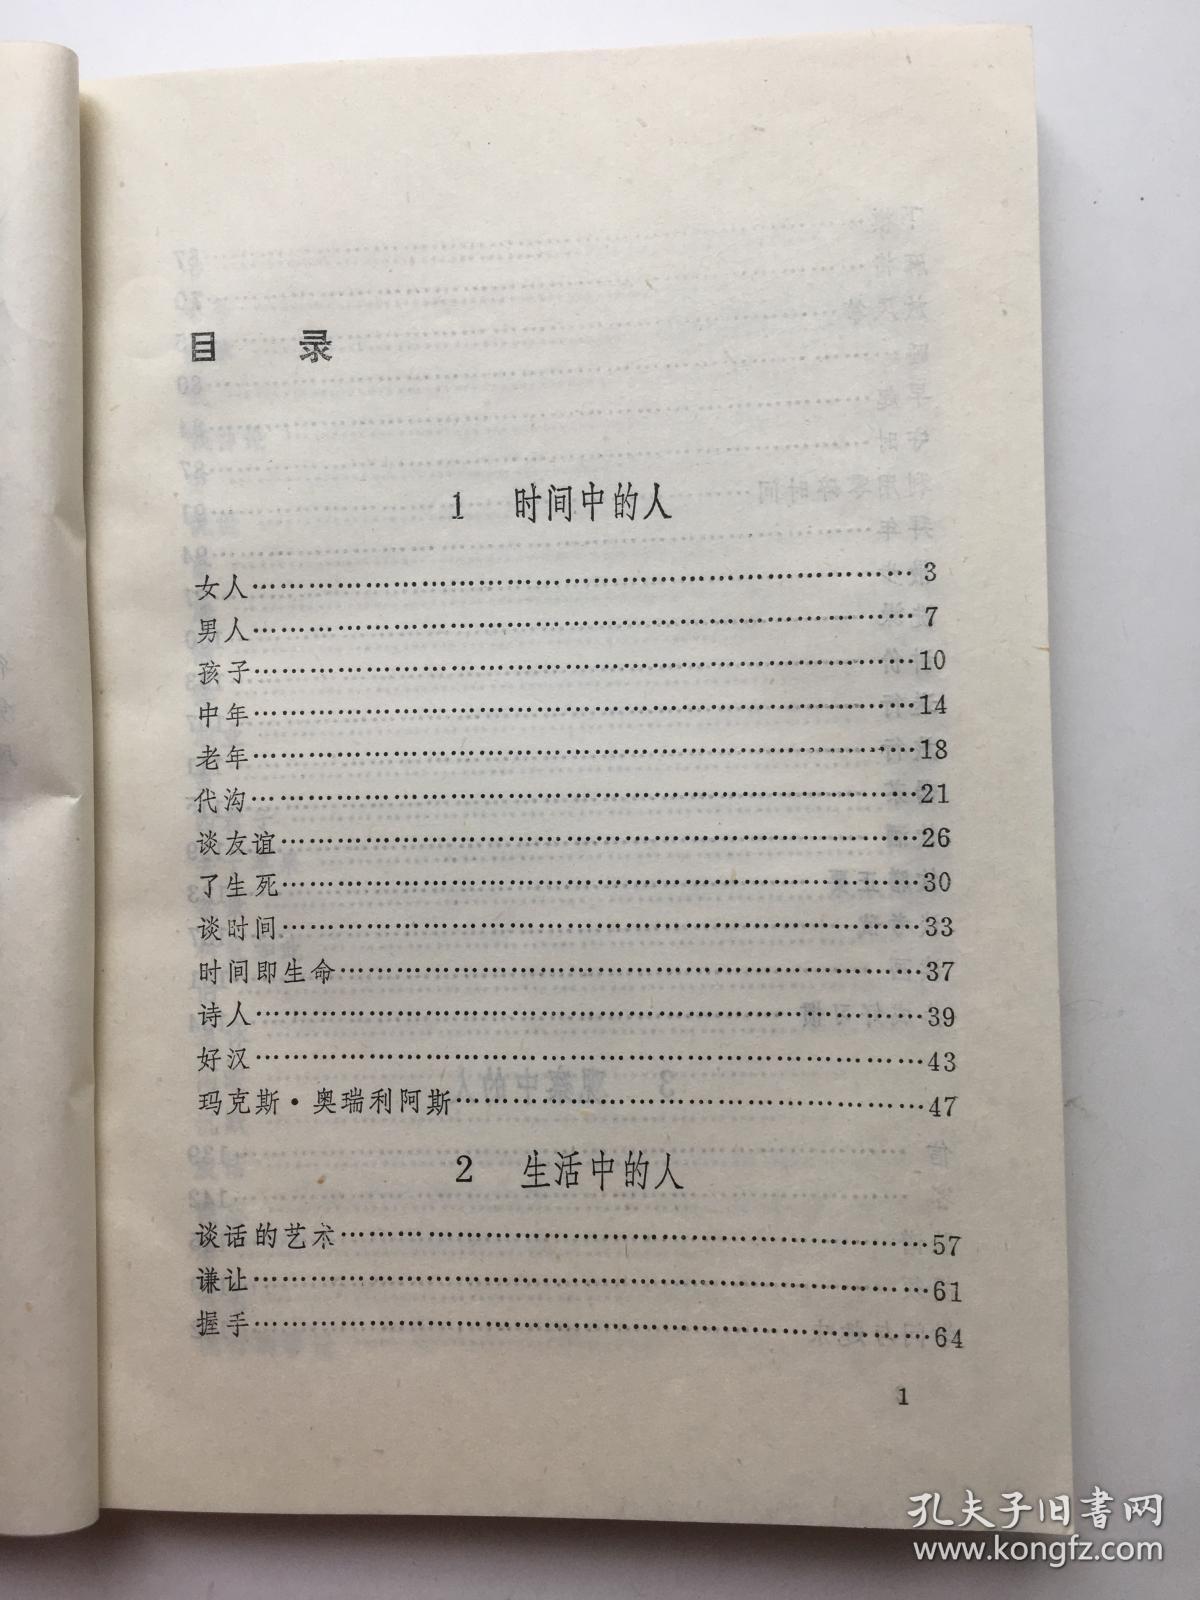 目 录
1 时间中的人
女人……………………………………………………………… 3
男人……………………………………………………………… 7
孩子………………………………………………………………10
中年………………………………………………………………14
老年………………………………………………………………18
代沟………………………………………………………………21
谈友谊……………………………………………………………26
了生死……………………………………………………………30
谈时间……………………………………………………………33
时间即生命………………………………………………………37
诗人………………………………………………………………39
好汉………………………………………………………………43
玛克斯·奥瑞利阿斯……………………………………………47
2 生活中的人
谈话的艺术………………………………………………………57
谦让………………………………………………………………61
握手………………………………………………………………64
1
孔夫子旧書网
www.kongfz.com